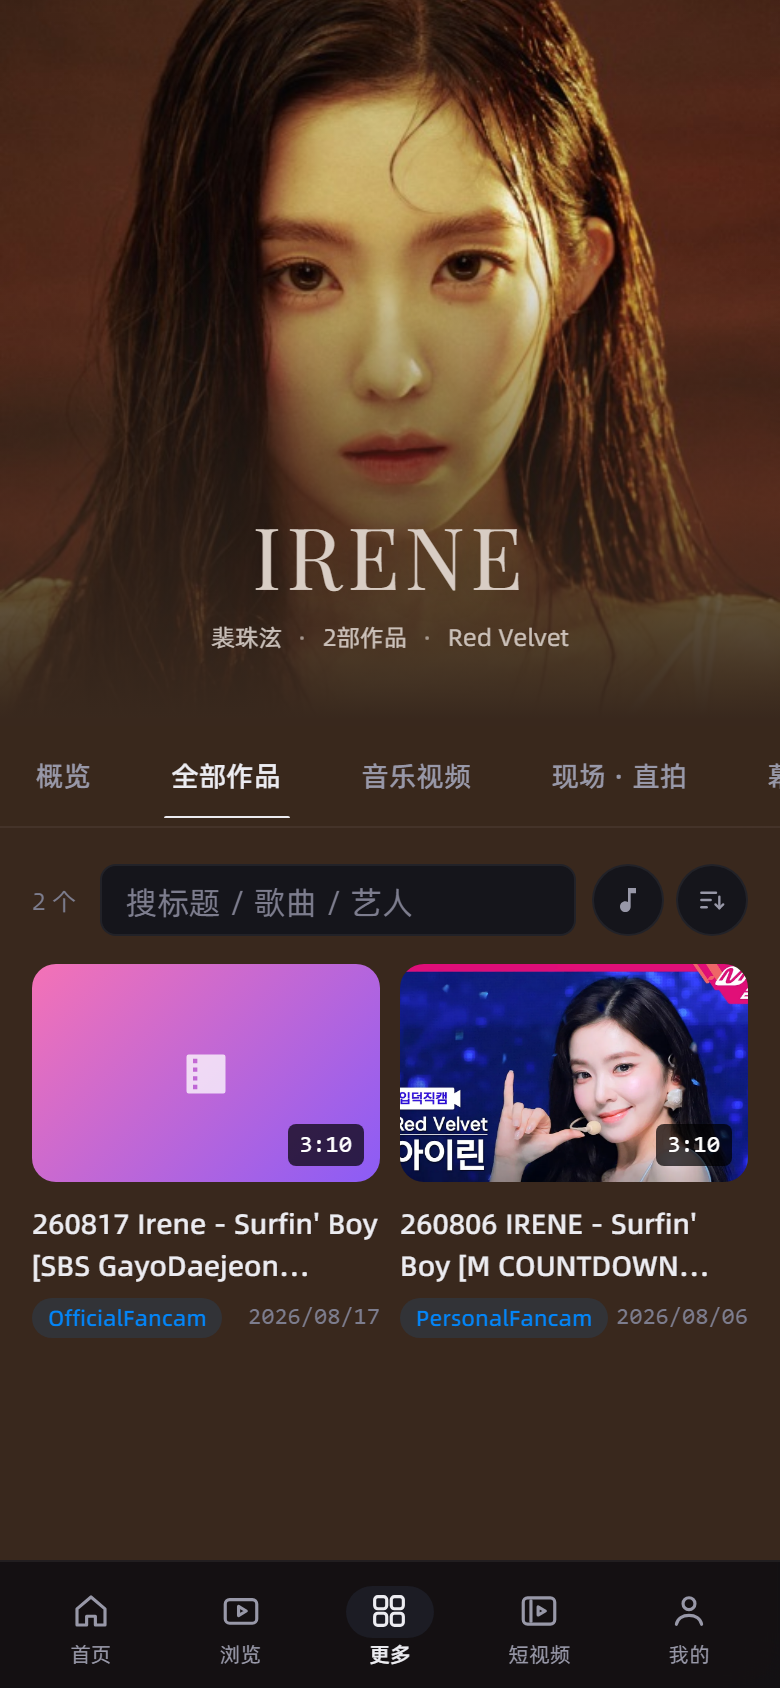 IRENE
裴珠泫 · 2部作品 · Red Velvet
概览 全部作品 音乐视频 现场 · 直拍
2 个 搜标题 / 歌曲 / 艺人
입덕직캠
Red Velvet
아이린
3:10 3:10
260817 Irene - Surfin' Boy [SBS GayoDaejeon...
OfficialFancam 2026/08/17
260806 IRENE - Surfin' Boy [M COUNTDOWN...
PersonalFancam 2026/08/06
首页 浏览 更多 短视频 我的